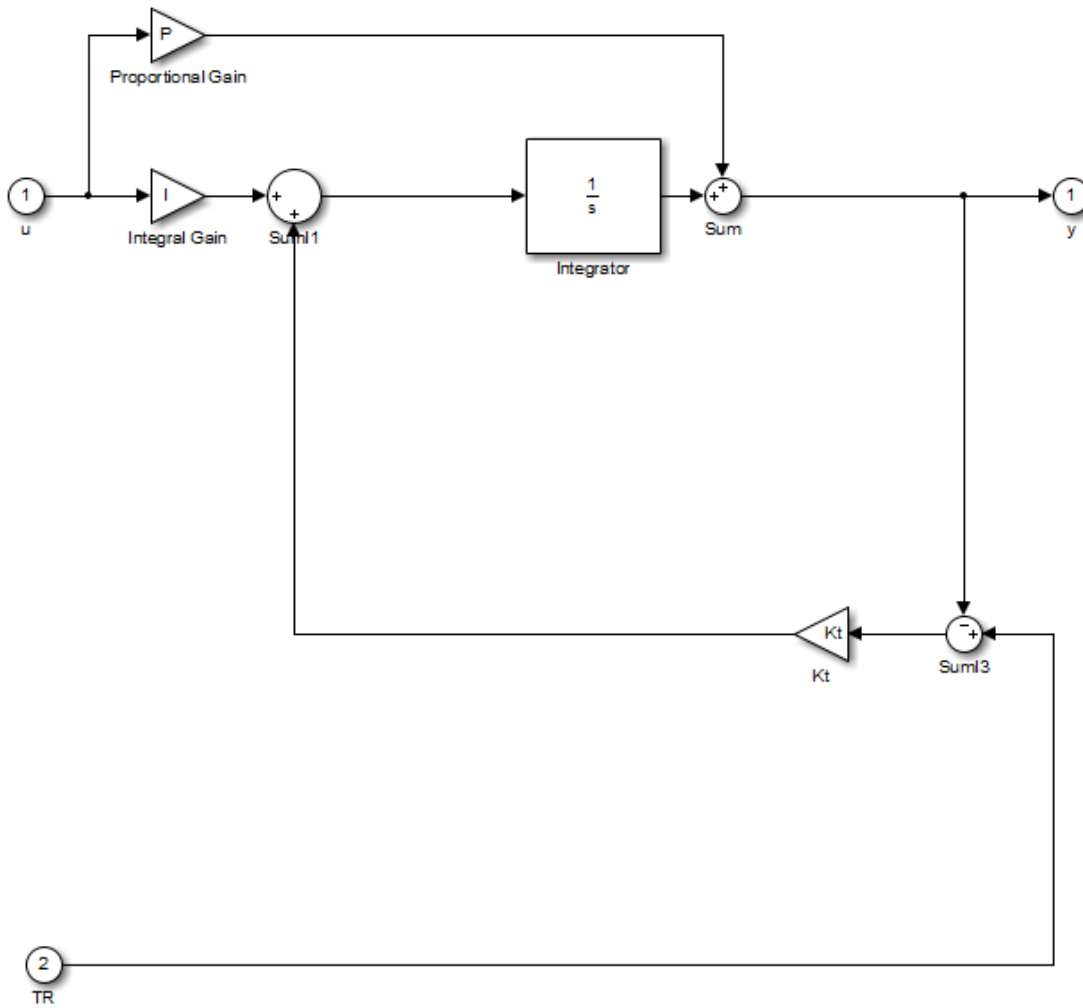 P
Proportional Gain
1
u
I
Integral Gain
+
+
SumI1
1
s
Integrator
+
+
Sum
1
y
Kt
Kt
−
+
SumI3
2
TR